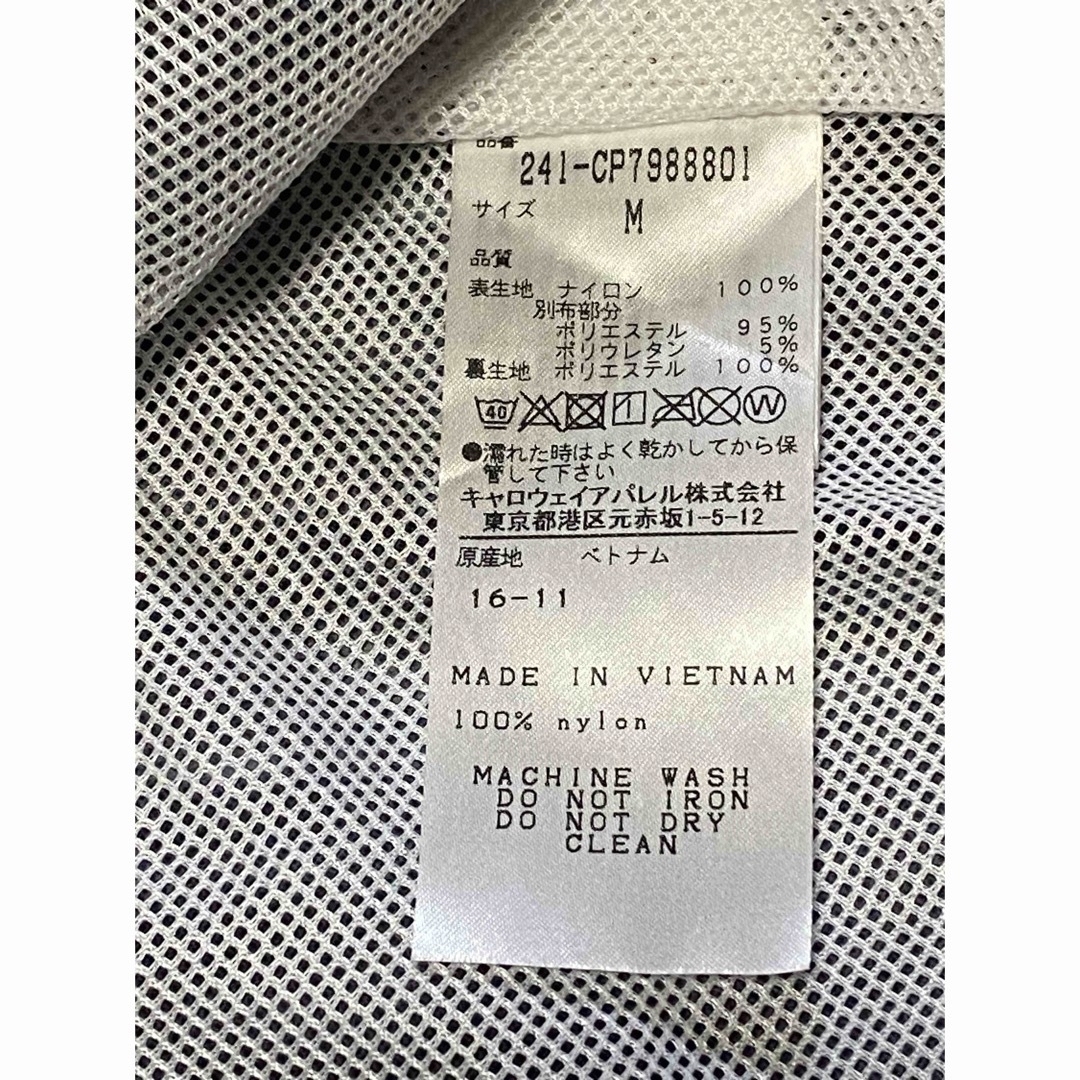 品番
241-CP7988801
サイズ M
品質
表生地 ナイロン 100%
別布部分
ポリエステル 95%
ポリウレタン 5%
裏生地 ポリエステル 100%
40 W
●濡れた時はよく乾かしてから保
管して下さい
キャロウェイアパレル株式会社
東京都港区元赤坂1-5-12
原産地 ベトナム
16-11
MADE IN VIETNAM
100% nylon
MACHINE WASH
DO NOT IRON
DO NOT DRY
CLEAN